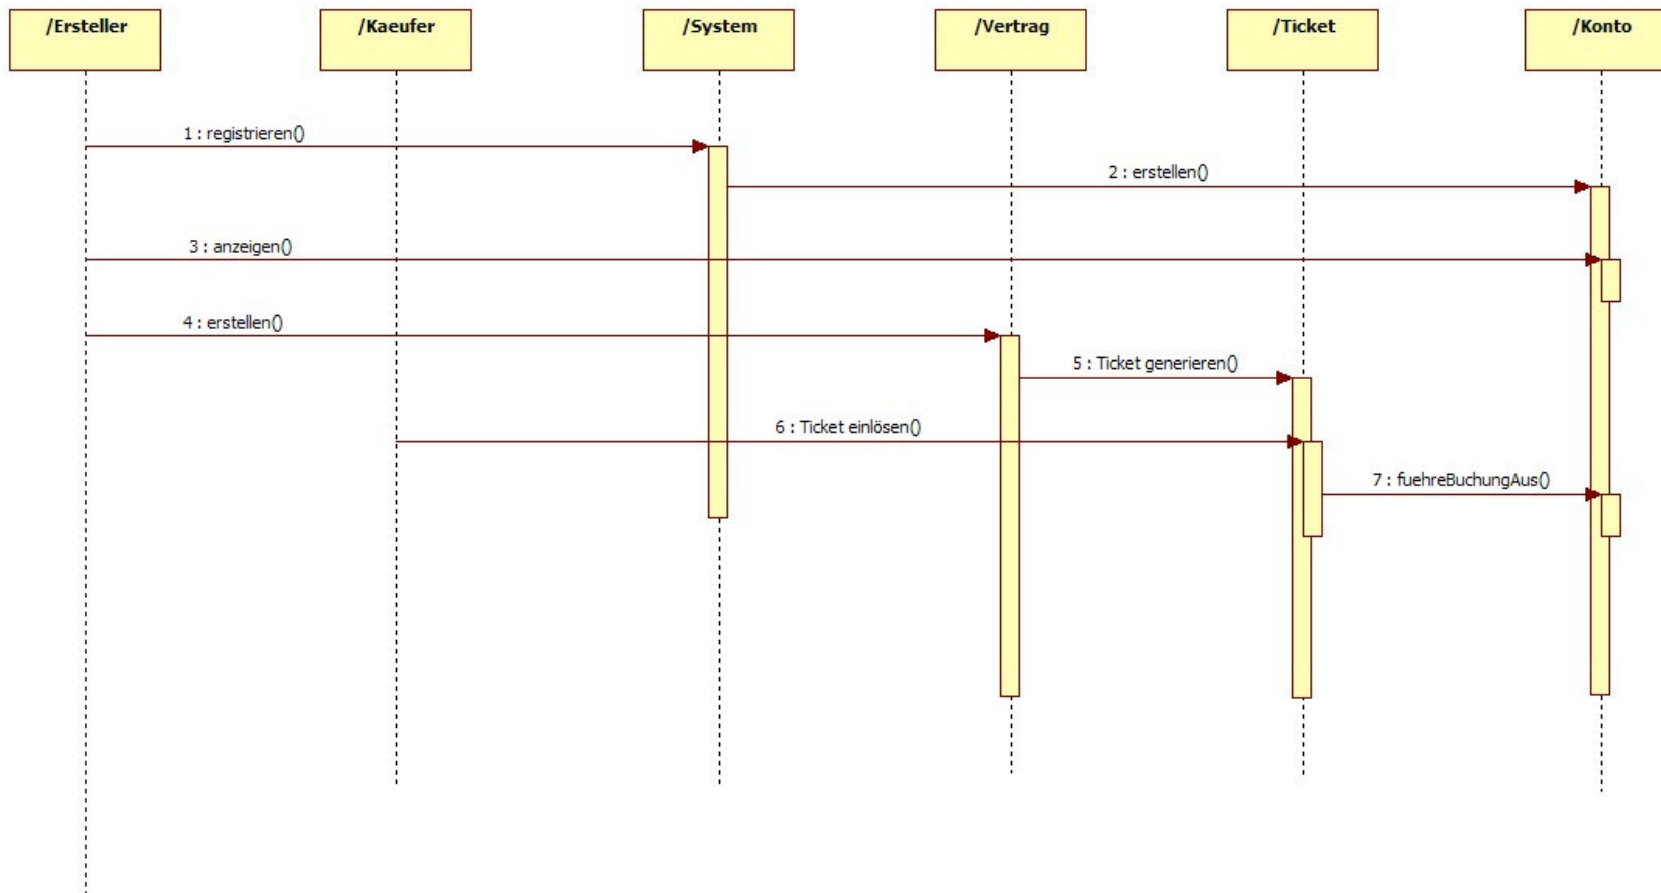 /Ersteller
/Kaeufer
/System
/Vertrag
/Ticket
/Konto
1 : registrieren()
2 : erstellen()
3 : anzeigen()
4 : erstellen()
5 : Ticket generieren()
6 : Ticket einlösen()
7 : fuehreBuchungAus()